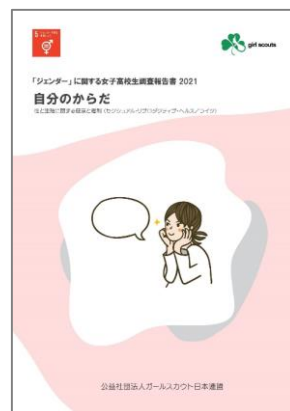 5
girl scouts
「ジェンダー」に関する女子高校生調査報告書 2021
自分のからだ
性と生殖に関する健康と権利（セクシュアル・リプロダクティブ・ヘルス／ライツ）
公益社団法人ガールスカウト日本連盟